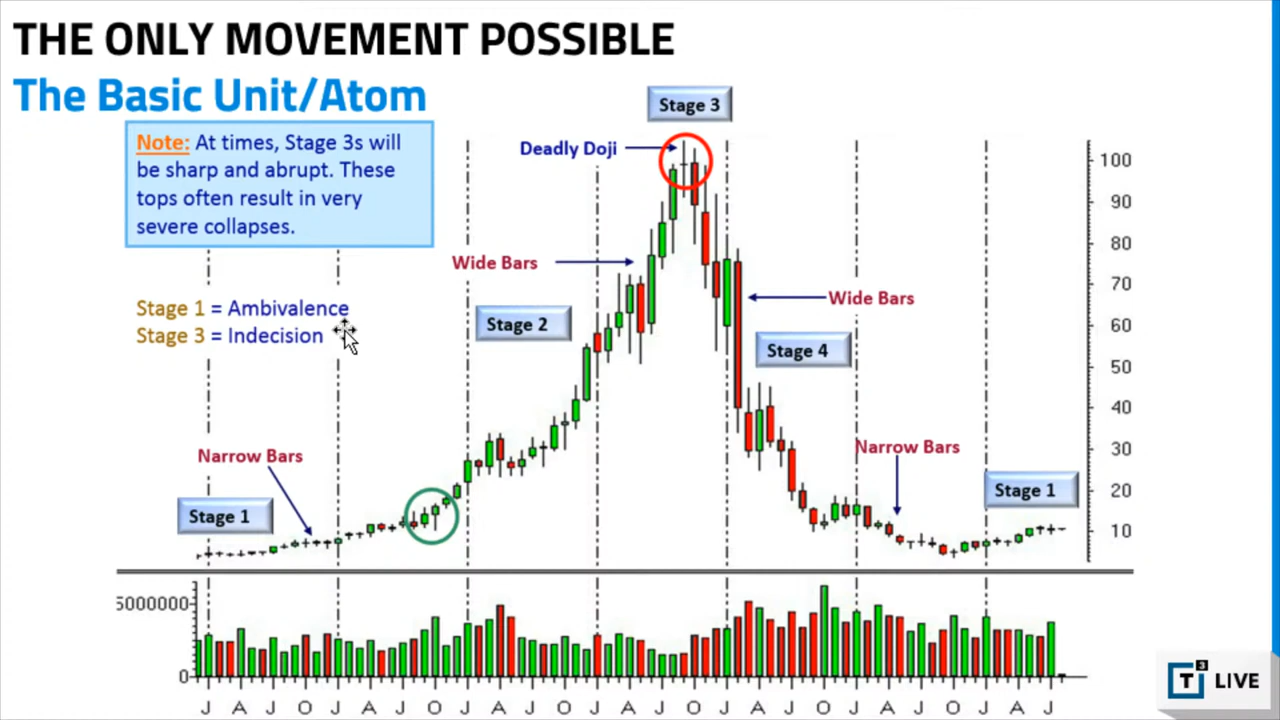 THE ONLY MOVEMENT POSSIBLE
The Basic Unit/Atom
Note: At times, Stage 3s will
be sharp and abrupt. These
tops often result in very
severe collapses.
Stage 1 = Ambivalence
Stage 3 = Indecision
Stage 3
Deadly Doji
Wide Bars
Stage 2
Wide Bars
Stage 4
Narrow Bars
Stage 1
Narrow Bars
Stage 1
100
90
80
70
60
50
40
30
20
10
5000000
0
J A J O J A J O J A J O J A J O J A J O J A J O J A J
T3 LIVE